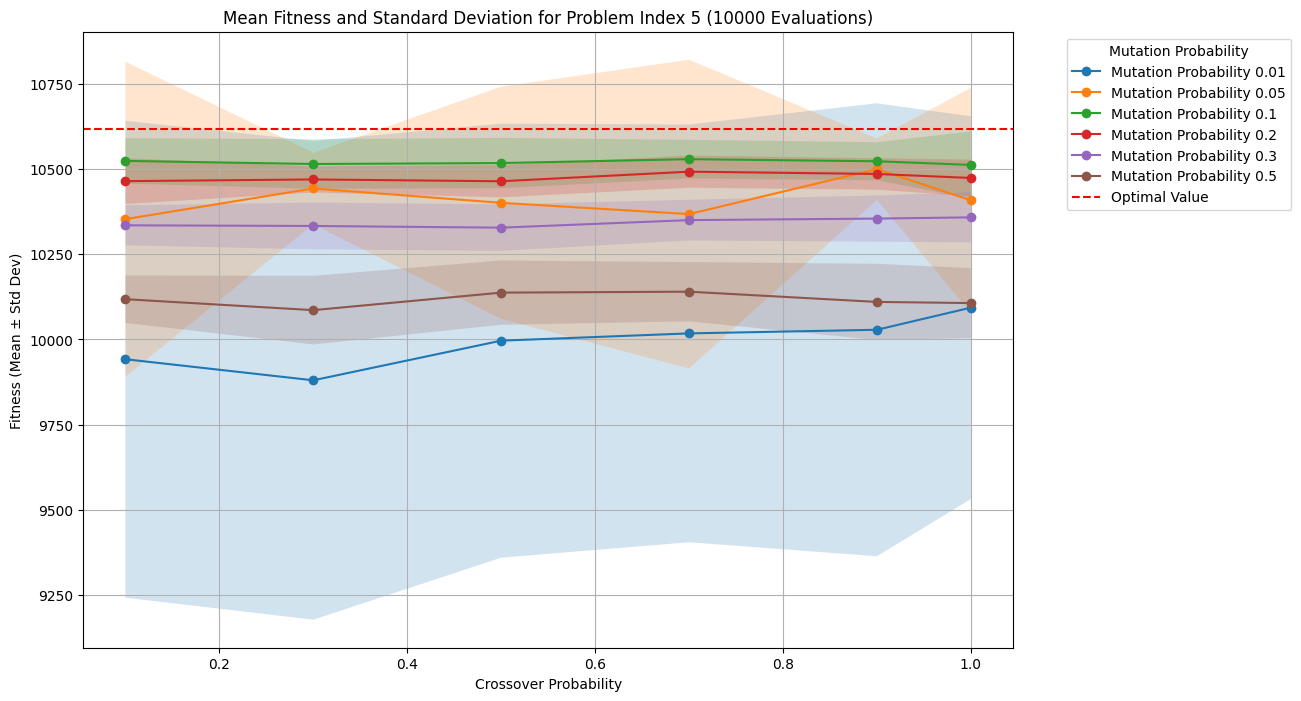 Mean Fitness and Standard Deviation for Problem Index 5 (10000 Evaluations)
Fitness (Mean ± Std Dev)
10750
10500
10250
10000
9750
9500
9250
0.2
0.4
0.6
0.8
1.0
Crossover Probability
Mutation Probability
Mutation Probability 0.01
Mutation Probability 0.05
Mutation Probability 0.1
Mutation Probability 0.2
Mutation Probability 0.3
Mutation Probability 0.5
Optimal Value